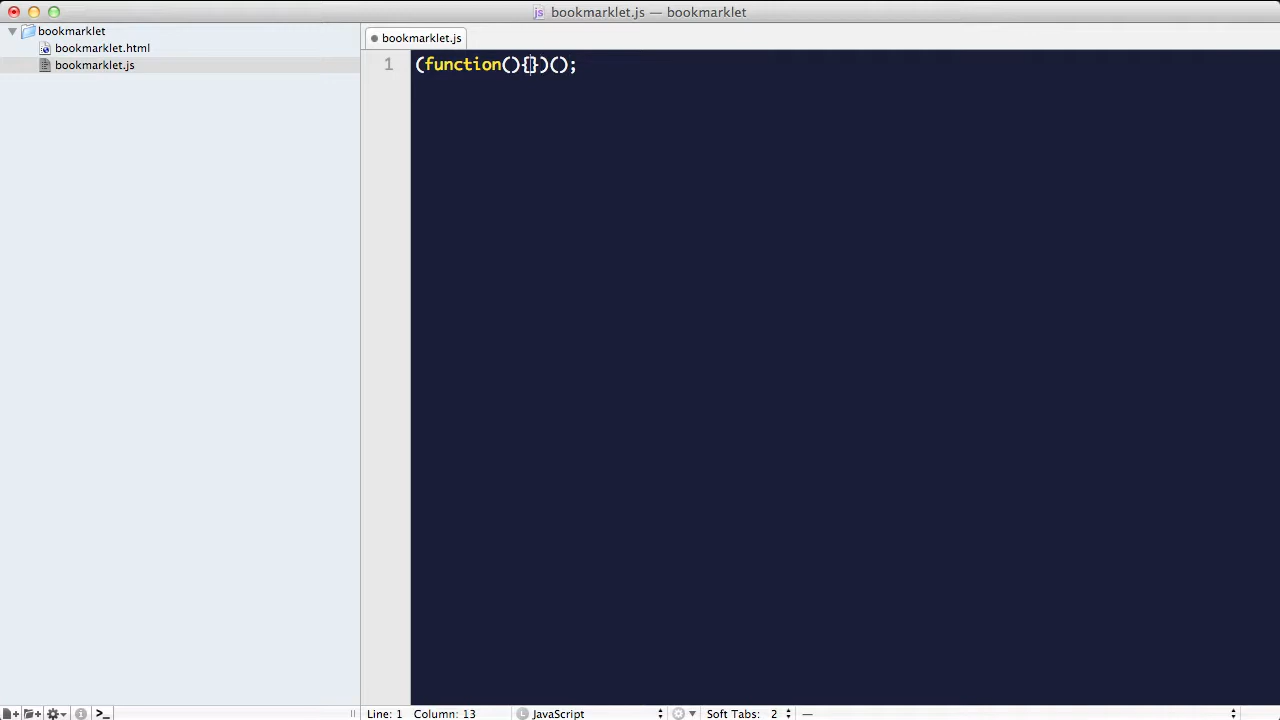 bookmarklet.js — bookmarklet
bookmarklet
bookmarklet.html
bookmarklet.js
bookmarklet.js
1 (function(){})();
Line: 1 Column: 13 JavaScript Soft Tabs: 2 —